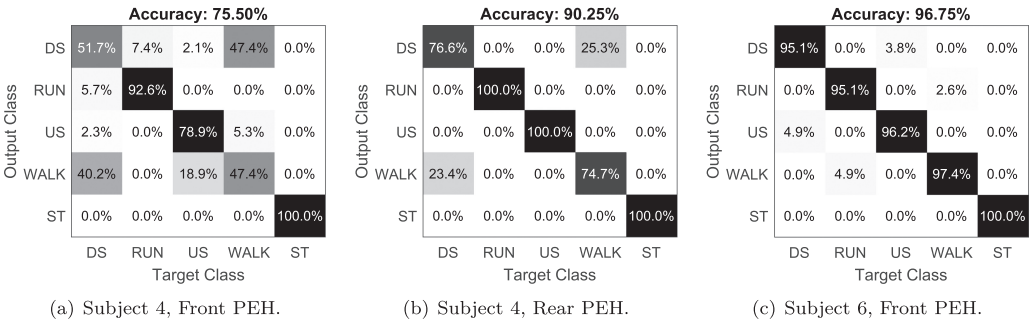 Accuracy: 75.50%
Output Class
DS 51.7% 7.4% 2.1% 47.4% 0.0%
RUN 5.7% 92.6% 0.0% 0.0% 0.0%
US 2.3% 0.0% 78.9% 5.3% 0.0%
WALK 40.2% 0.0% 18.9% 47.4% 0.0%
ST 0.0% 0.0% 0.0% 0.0% 100.0%
DS RUN US WALK ST
Target Class
(a) Subject 4, Front PEH.
Accuracy: 90.25%
Output Class
DS 76.6% 0.0% 0.0% 25.3% 0.0%
RUN 0.0% 100.0% 0.0% 0.0% 0.0%
US 0.0% 0.0% 100.0% 0.0% 0.0%
WALK 23.4% 0.0% 0.0% 74.7% 0.0%
ST 0.0% 0.0% 0.0% 0.0% 100.0%
DS RUN US WALK ST
Target Class
(b) Subject 4, Rear PEH.
Accuracy: 96.75%
Output Class
DS 95.1% 0.0% 3.8% 0.0% 0.0%
RUN 0.0% 95.1% 0.0% 2.6% 0.0%
US 4.9% 0.0% 96.2% 0.0% 0.0%
WALK 0.0% 4.9% 0.0% 97.4% 0.0%
ST 0.0% 0.0% 0.0% 0.0% 100.0%
DS RUN US WALK ST
Target Class
(c) Subject 6, Front PEH.